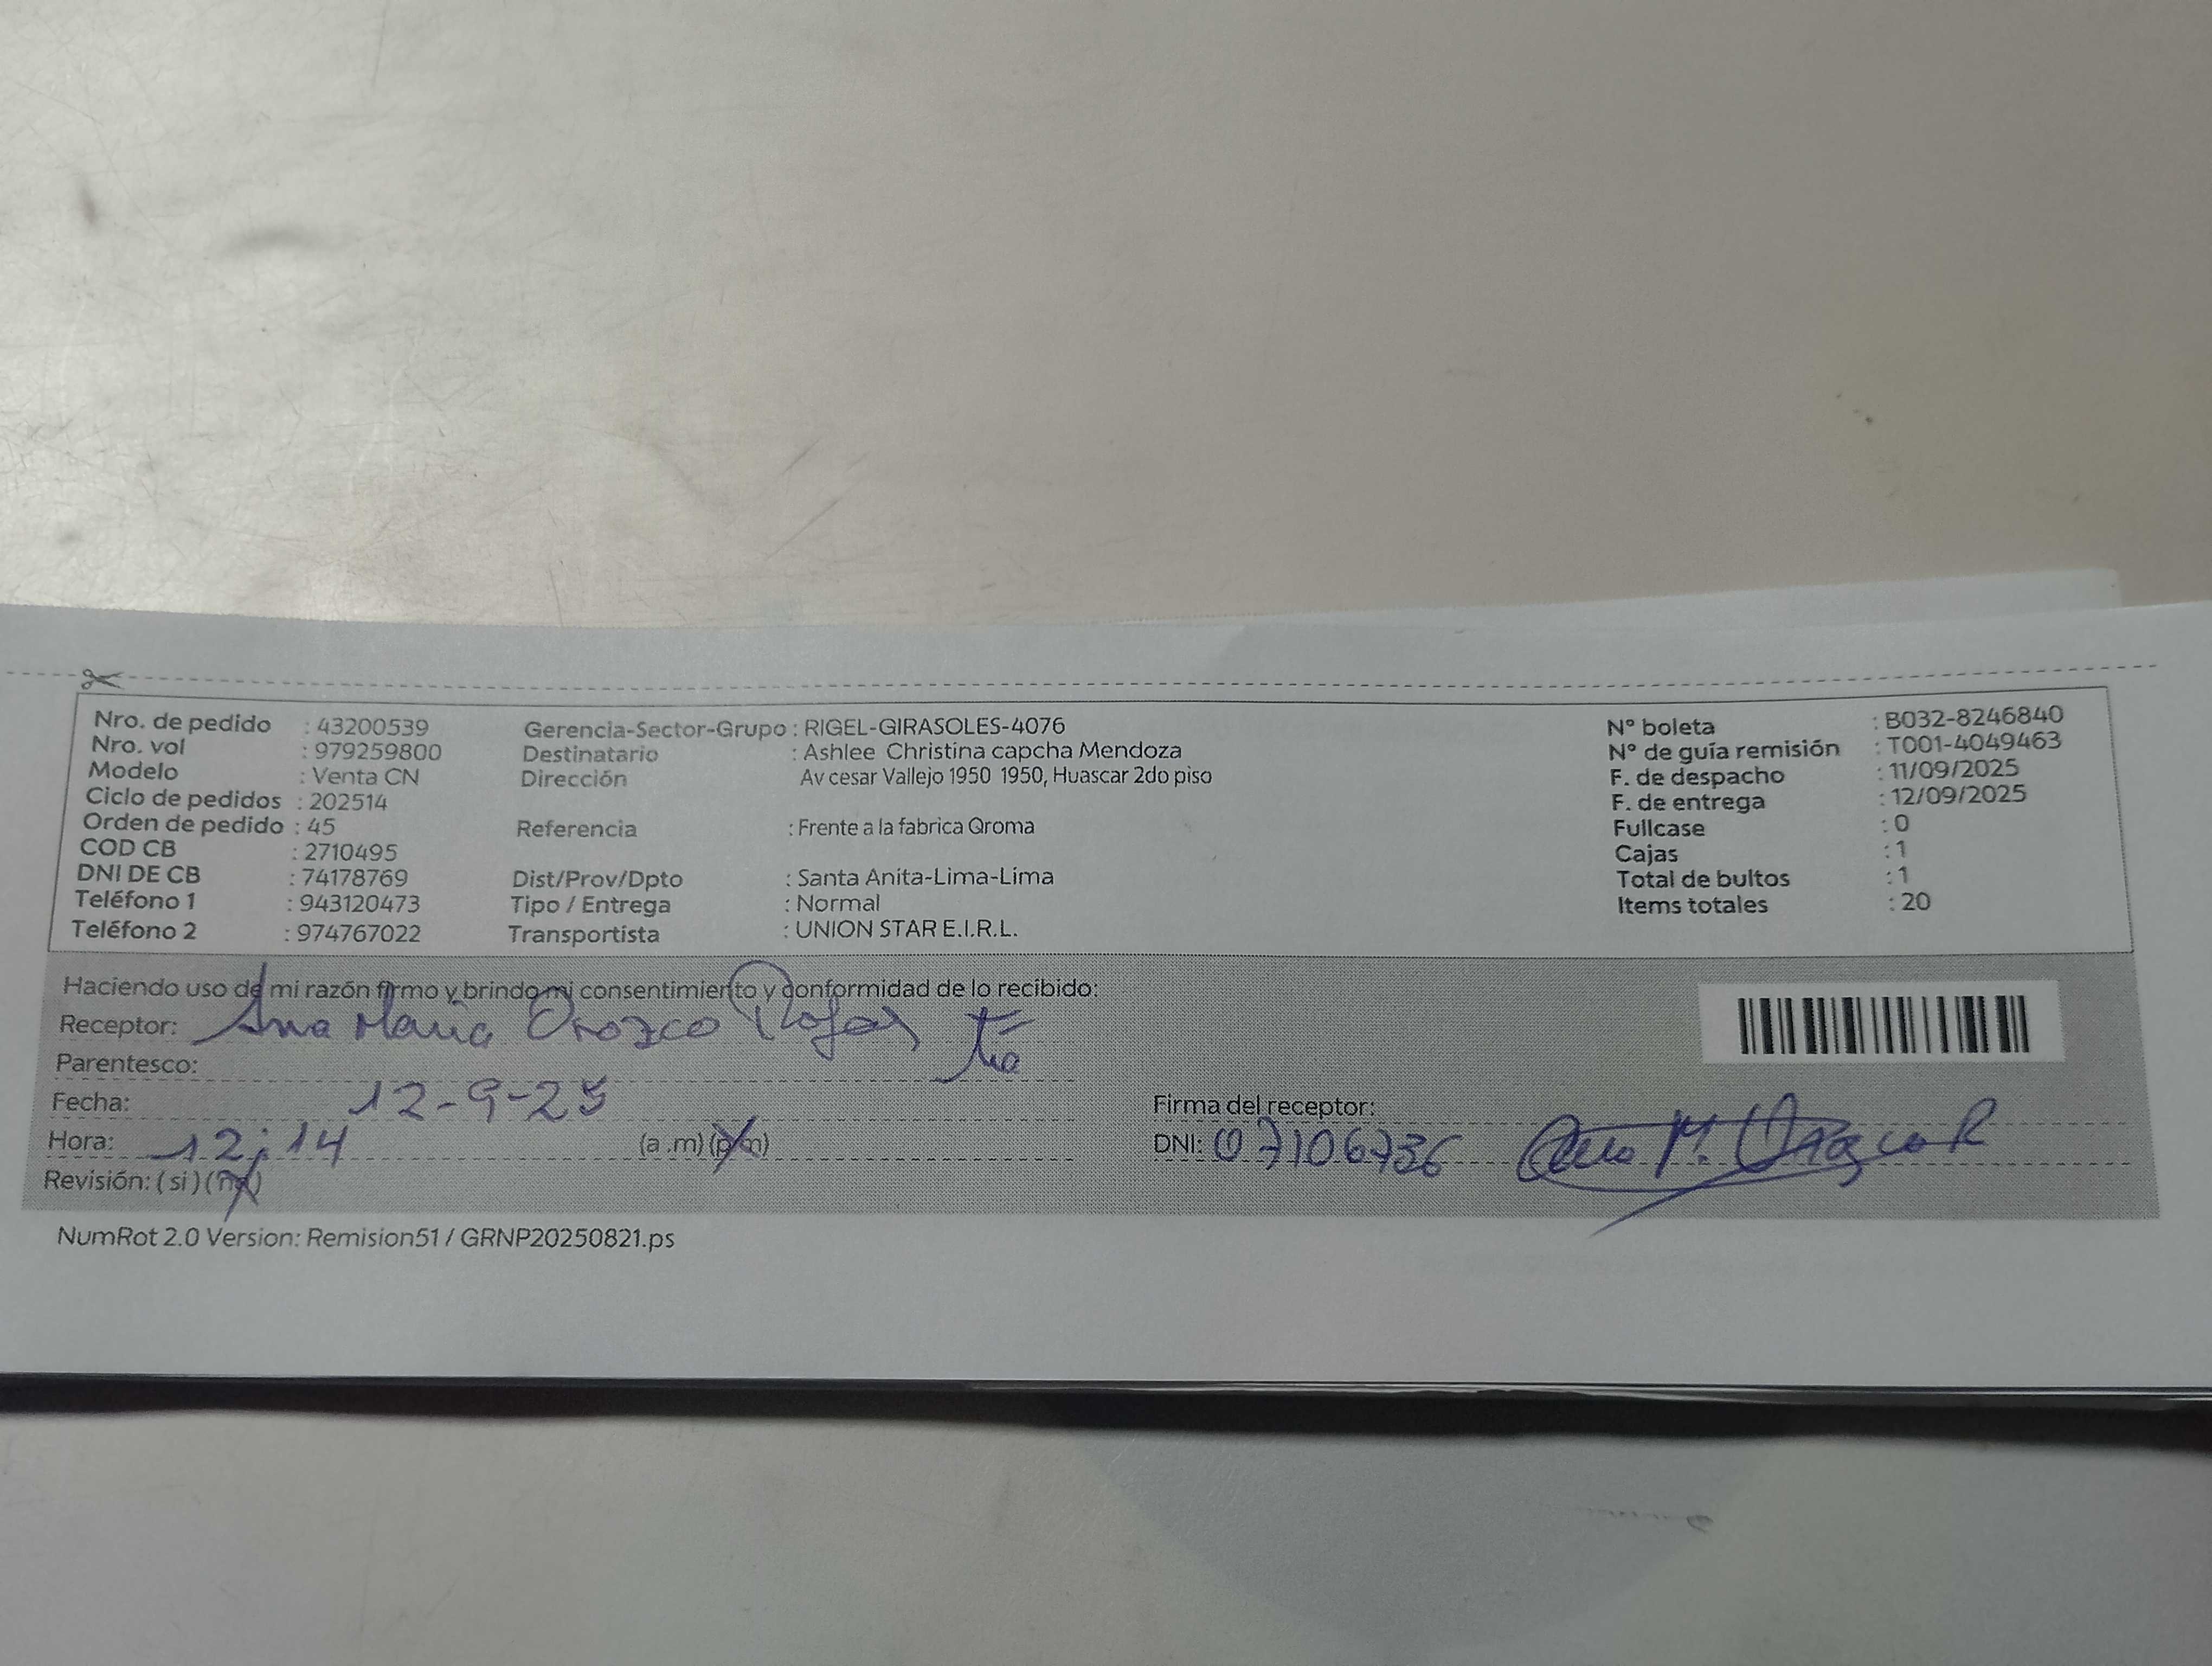 Nro. de pedido : 43200539
Nro. vol : 979259800
Modelo : Venta CN
Ciclo de pedidos : 202514
Orden de pedido : 45
COD CB : 2710495
DNI DE CB : 74178769
Teléfono 1 : 943120473
Teléfono 2 : 974767022
Gerencia-Sector-Grupo : RIGEL-GIRASOLES-4076
Destinatario : Ashlee Christina capcha Mendoza
Dirección Av cesar Vallejo 1950 1950, Huascar 2do piso
Referencia : Frente a la fabrica Qroma
Dist/Prov/Dpto : Santa Anita-Lima-Lima
Tipo / Entrega : Normal
Transportista : UNION STAR E.I.R.L.
N° boleta : B032-8246840
N° de guía remisión : T001-4049463
F. de despacho : 11/09/2025
F. de entrega : 12/09/2025
Fullcase : 0
Cajas : 1
Total de bultos : 1
Items totales : 20
Haciendo uso de mi razón firmo y brindo mi consentimiento y conformidad de lo recibido:
Receptor: Ana Maria Orozco Rojas
Parentesco: tia
Fecha: 12-9-25
Hora: 12:14 (a.m) (p.m)
Revisión: (si) (no)
Firma del receptor:
DNI: 07106736 Ana M. Orozco R
NumRot 2.0 Version: Remision51 / GRNP20250821.ps